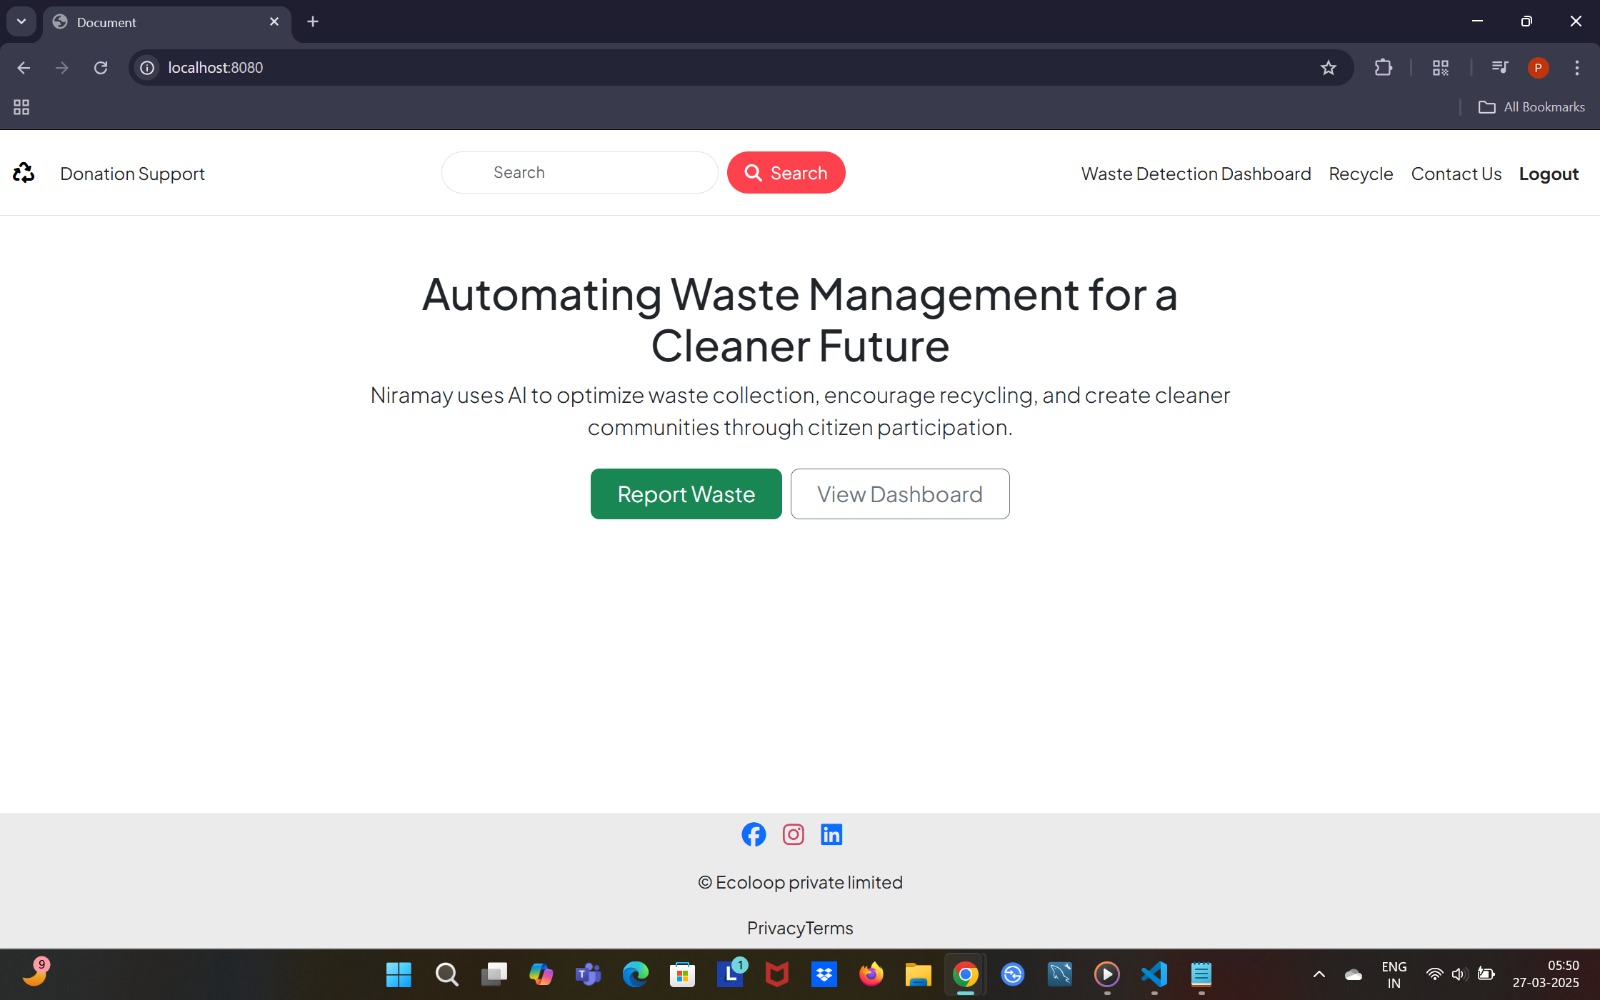 Document
localhost:8080
All Bookmarks
P
Donation Support
Search
Search
Waste Detection Dashboard
Recycle
Contact Us
Logout
Automating Waste Management for a
Cleaner Future
Niramay uses AI to optimize waste collection, encourage recycling, and create cleaner
communities through citizen participation.
Report Waste
View Dashboard
© Ecoloop private limited
PrivacyTerms
9
L
1
ENG
IN
05:50
27-03-2025